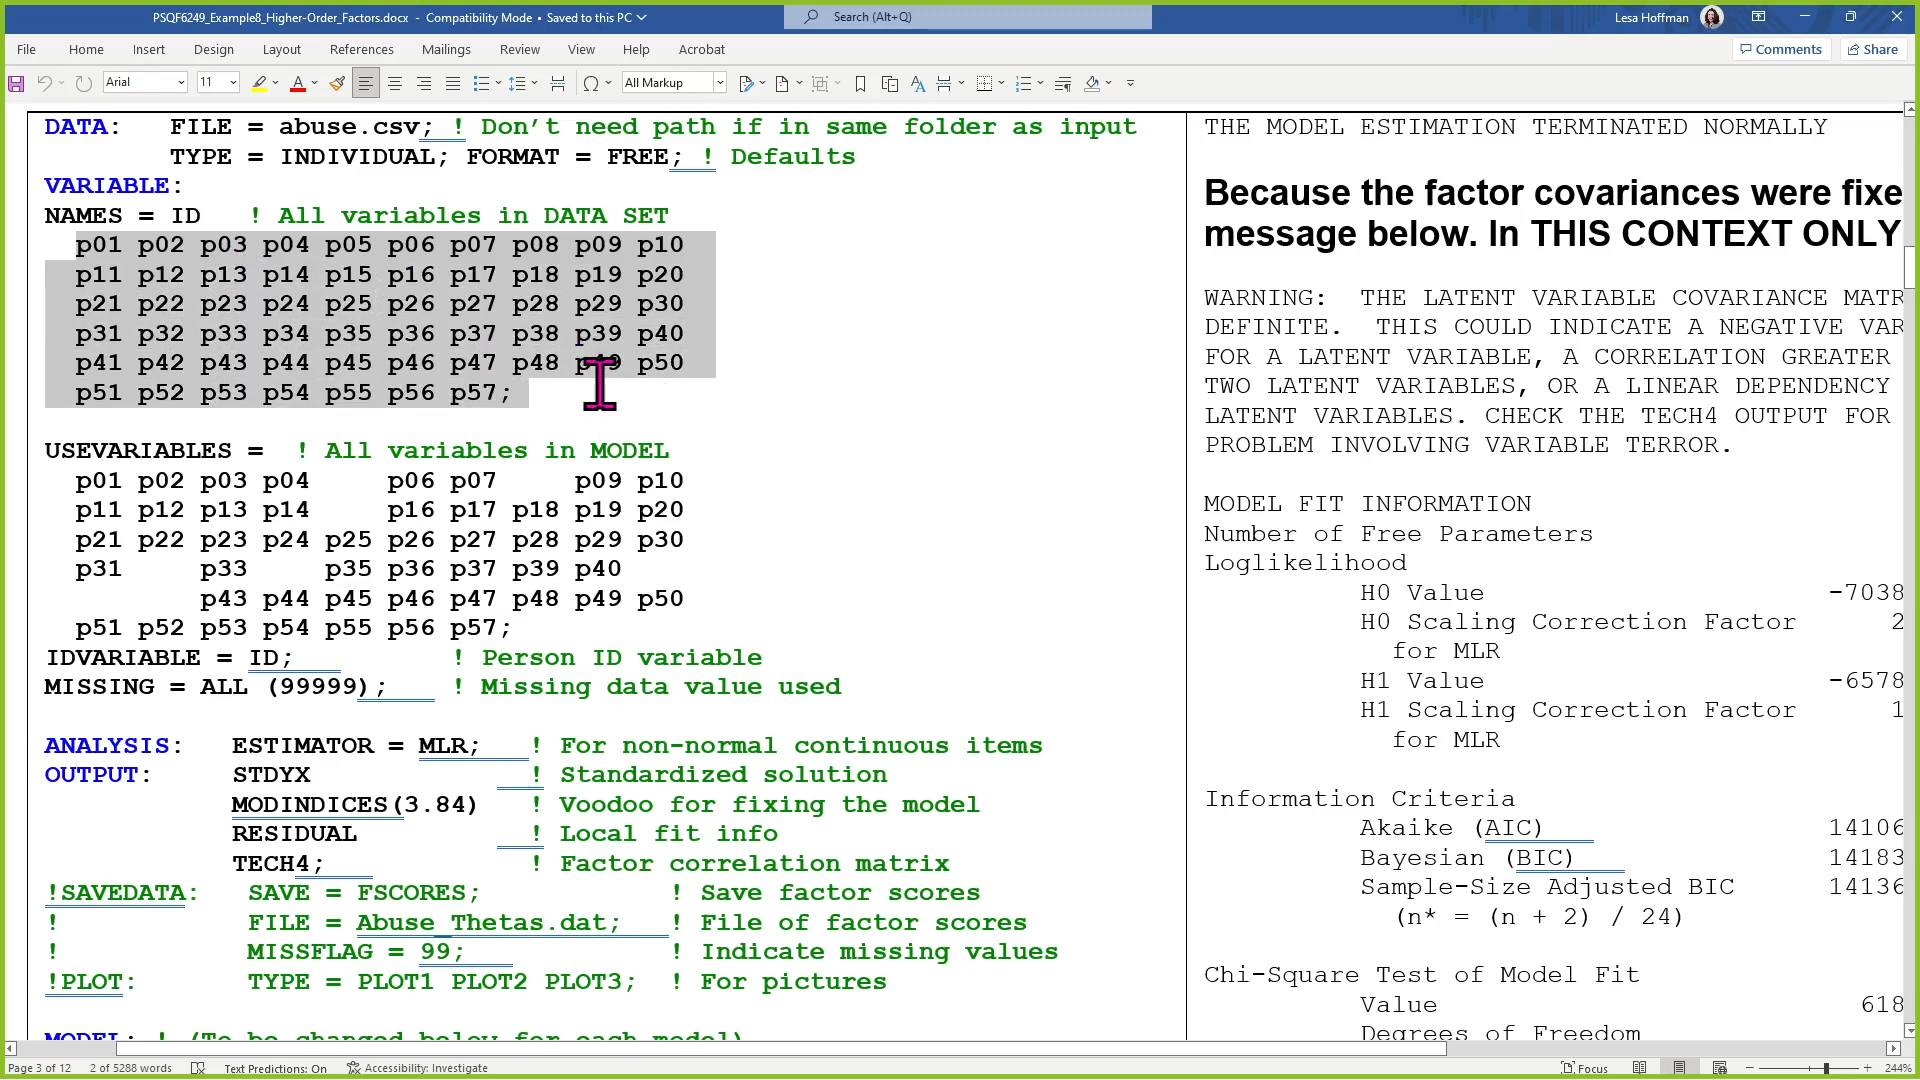 PSQF6249_Example8_Higher-Order_Factors.docx - Compatibility Mode • Saved to this PC
Search (Alt+Q)
Lesa Hoffman
File Home Insert Design Layout References Mailings Review View Help Acrobat
Comments Share
Arial 11 All Markup
DATA: FILE = abuse.csv; ! Don't need path if in same folder as input
TYPE = INDIVIDUAL; FORMAT = FREE; ! Defaults
VARIABLE:
NAMES = ID ! All variables in DATA SET
p01 p02 p03 p04 p05 p06 p07 p08 p09 p10
p11 p12 p13 p14 p15 p16 p17 p18 p19 p20
p21 p22 p23 p24 p25 p26 p27 p28 p29 p30
p31 p32 p33 p34 p35 p36 p37 p38 p39 p40
p41 p42 p43 p44 p45 p46 p47 p48 p49 p50
p51 p52 p53 p54 p55 p56 p57;
USEVARIABLES = ! All variables in MODEL
p01 p02 p03 p04 p06 p07 p09 p10
p11 p12 p13 p14 p16 p17 p18 p19 p20
p21 p22 p23 p24 p25 p26 p27 p28 p29 p30
p31 p33 p35 p36 p37 p39 p40
p43 p44 p45 p46 p47 p48 p49 p50
p51 p52 p53 p54 p55 p56 p57;
IDVARIABLE = ID; ! Person ID variable
MISSING = ALL (99999); ! Missing data value used
ANALYSIS: ESTIMATOR = MLR; ! For non-normal continuous items
OUTPUT: STDYX ! Standardized solution
MODINDICES(3.84) ! Voodoo for fixing the model
RESIDUAL ! Local fit info
TECH4; ! Factor correlation matrix
!SAVEDATA: SAVE = FSCORES; ! Save factor scores
! FILE = Abuse_Thetas.dat; ! File of factor scores
! MISSFLAG = 99; ! Indicate missing values
!PLOT: TYPE = PLOT1 PLOT2 PLOT3; ! For pictures
MODEL: ! (To be changed below for each model)
THE MODEL ESTIMATION TERMINATED NORMALLY
Because the factor covariances were fixe
message below. In THIS CONTEXT ONLY
WARNING: THE LATENT VARIABLE COVARIANCE MATR
DEFINITE. THIS COULD INDICATE A NEGATIVE VAR
FOR A LATENT VARIABLE, A CORRELATION GREATER
TWO LATENT VARIABLES, OR A LINEAR DEPENDENCY
LATENT VARIABLES. CHECK THE TECH4 OUTPUT FOR
PROBLEM INVOLVING VARIABLE TERROR.
MODEL FIT INFORMATION
Number of Free Parameters
Loglikelihood
H0 Value -7038
H0 Scaling Correction Factor 2
for MLR
H1 Value -6578
H1 Scaling Correction Factor 1
for MLR
Information Criteria
Akaike (AIC) 14106
Bayesian (BIC) 14183
Sample-Size Adjusted BIC 14136
(n* = (n + 2) / 24)
Chi-Square Test of Model Fit
Value 618
Degrees of Freedom
Page 3 of 12 2 of 5288 words Text Predictions: On Accessibility: Investigate
Focus 244%